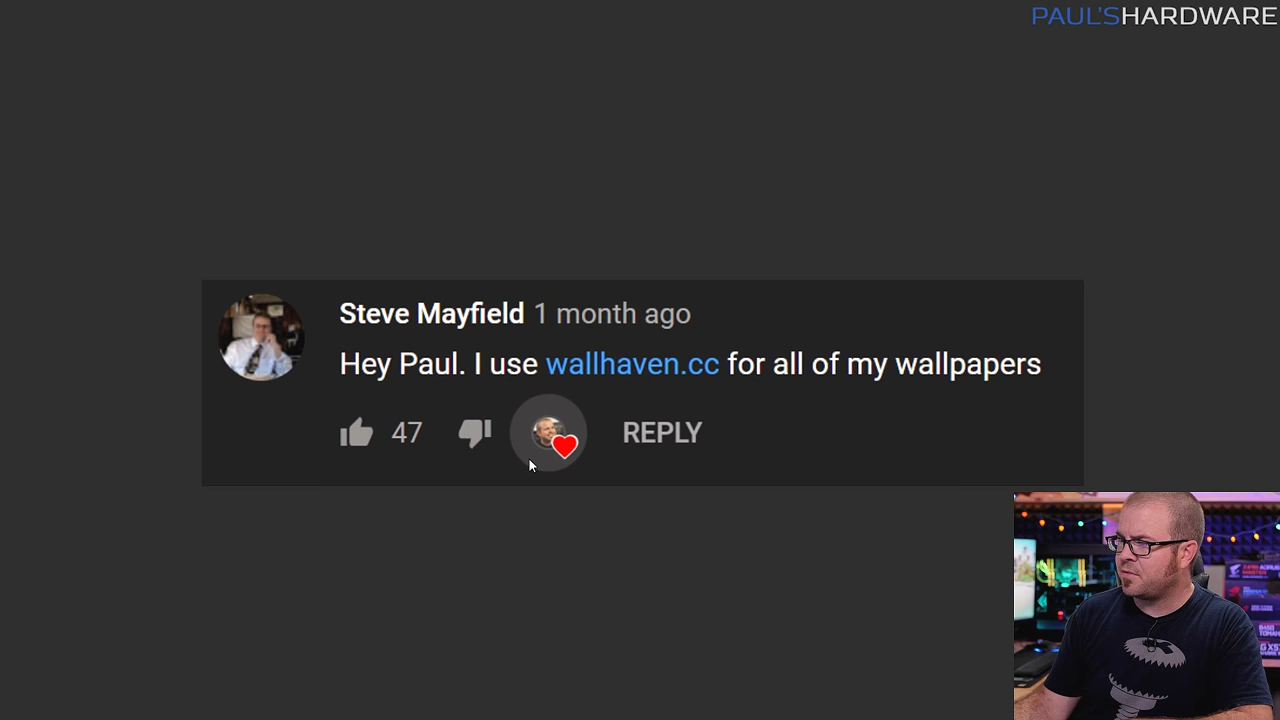 PAUL'SHARDWARE
Steve Mayfield 1 month ago
Hey Paul. I use wallhaven.cc for all of my wallpapers
47
REPLY